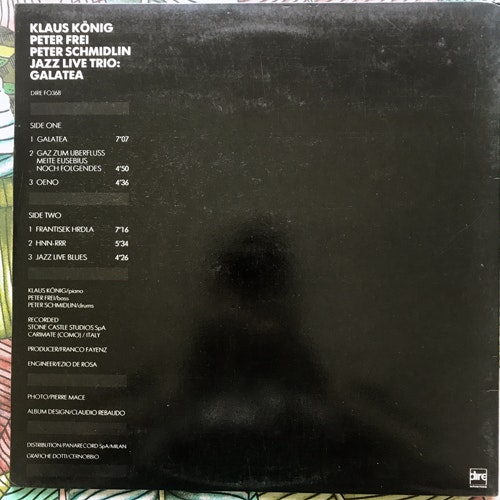 KLAUS KÖNIG
PETER FREI
PETER SCHMIDLIN
JAZZ LIVE TRIO:
GALATEA
DIRE FO368
SIDE ONE
1 GALATEA 7'07
2 GAZ ZUM UBERFLUSS
MEITE EUSEBIUS
NOCH FOLGENDES 4'50
3 OENO 4'36
SIDE TWO
1 FRANTISEK HRDLA 7'16
2 HNN-RRR 5'34
3 JAZZ LIVE BLUES 4'26
KLAUS KÖNIG/piano
PETER FREI/bass
PETER SCHMIDLIN/drums
RECORDED
STONE CASTLE STUDIOS SpA
CARIMATE (COMO) / ITALY
PRODUCER/FRANCO FAYENZ
ENGINEER/EZIO DE ROSA
PHOTO/PIERRE MACE
ALBUM DESIGN/CLAUDIO REBAUDO
DISTRIBUTION/PANARECORD SpA/MILAN
GRAFICHE DOTTI/CERNOBBIO
dire